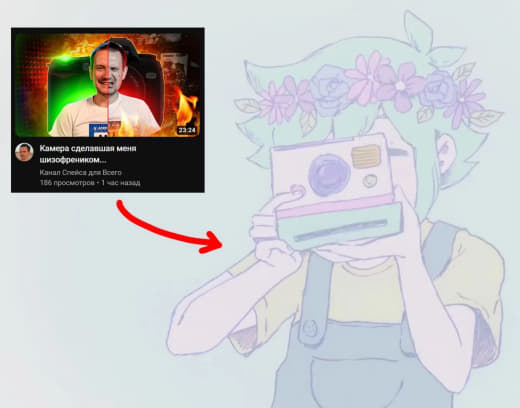 23:24
Камера сделавшая меня
шизофреником...
Канал Спейса для Всего
186 просмотров • 1 час назад